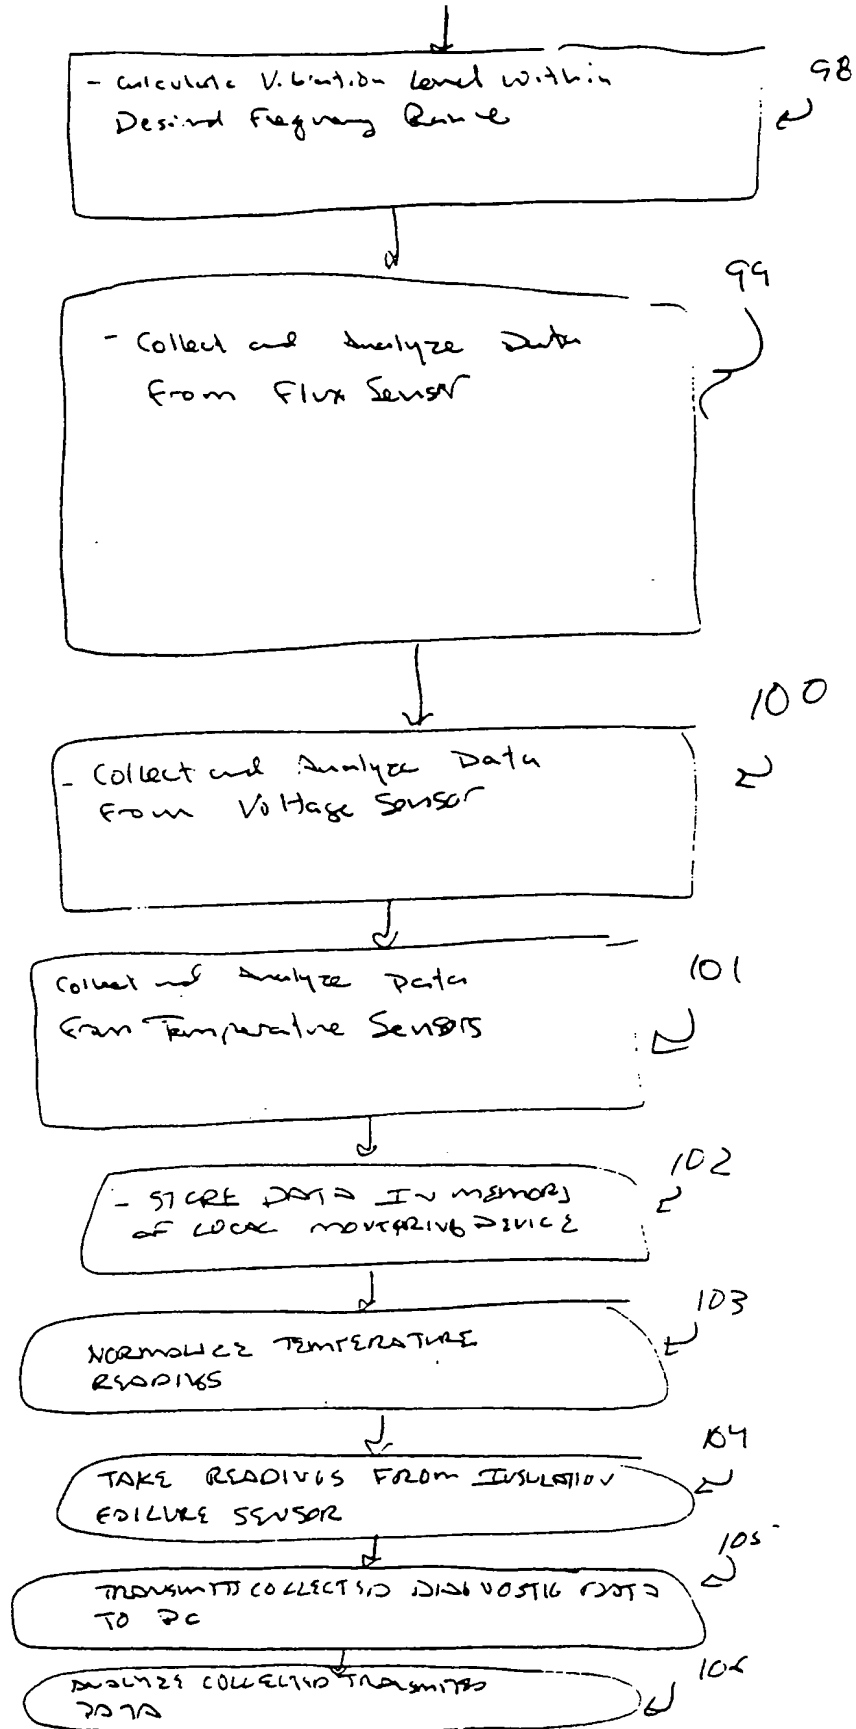 - Calculate Vibration Level Within
98
Desired Frequency Range
99
- Collect and Analyze Data
From Flux Sensor
100
- Collect and Analyze Data
From Voltage Sensor
Collect and Analyze Data
101
From Temperature Sensors
102
- STORE DATA IN MEMORY
OF LOCAL MONITORING DEVICE
103
NORMALIZE TEMPERATURE
READINGS
104
TAKE READINGS FROM INSULATION
FAILURE SENSOR
105
TRANSMITS COLLECTED DIAGNOSTIC DATA
TO PC
106
ANALYZE COLLECTED TRANSMITTED
DATA